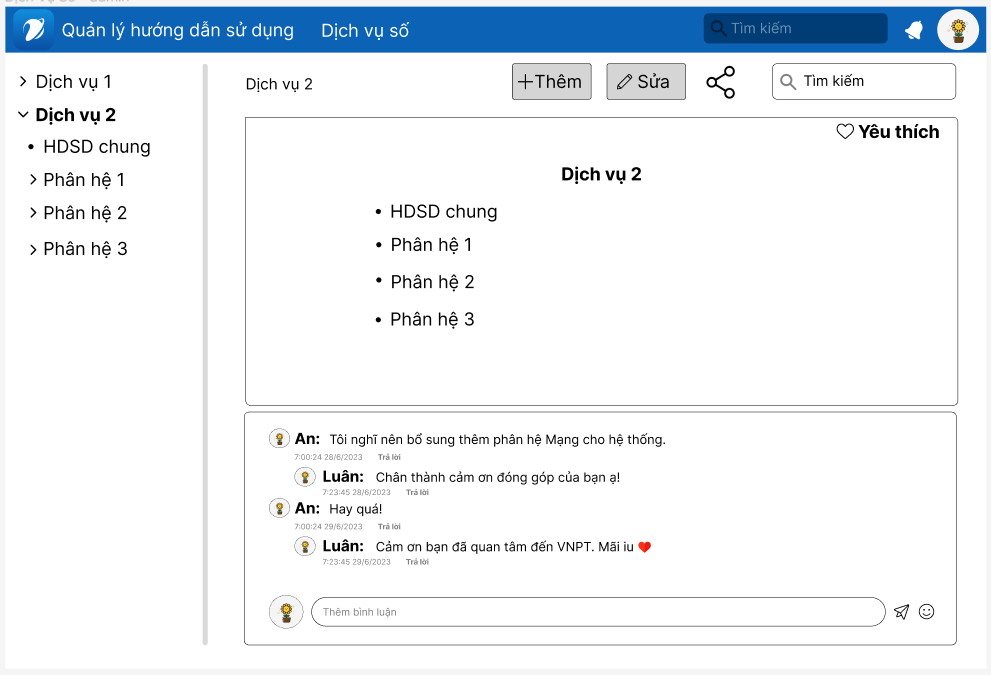 Quản lý hướng dẫn sử dụng Dịch vụ số Tìm kiếm
Dịch vụ 1
Dịch vụ 2
HDSD chung
Phân hệ 1
Phân hệ 2
Phân hệ 3
Dịch vụ 2 +Thêm Sửa Tìm kiếm
Yêu thích
Dịch vụ 2
• HDSD chung
• Phân hệ 1
• Phân hệ 2
• Phân hệ 3
An: Tôi nghĩ nên bổ sung thêm phân hệ Mạng cho hệ thống.
7:00:24 28/6/2023 Trả lời
Luân: Chân thành cảm ơn đóng góp của bạn ạ!
7:23:45 28/6/2023 Trả lời
An: Hay quá!
7:00:24 29/6/2023 Trả lời
Luân: Cảm ơn bạn đã quan tâm đến VNPT. Mãi iu ❤️
7:23:45 29/6/2023 Trả lời
Thêm bình luận